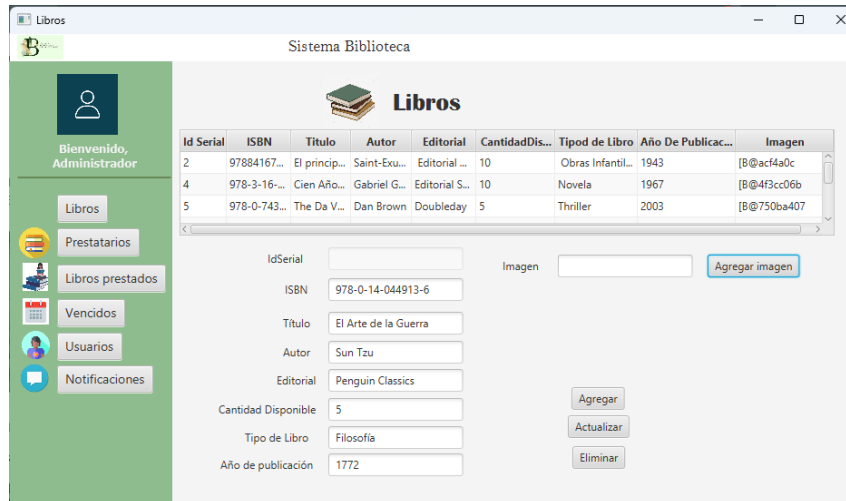 Libros
Sistema Biblioteca
Bienvenido,
Administrador
Libros
Prestatarios
Libros prestados
Vencidos
Usuarios
Notificaciones
Libros
Id Serial ISBN Titulo Autor Editorial CantidadDis... Tipod de Libro Año De Publicac... Imagen
2 97884167... El princip... Saint-Exu... Editorial ... 10 Obras Infantil... 1943 [B@acf4a0c
4 978-3-16-... Cien Año... Gabriel G... Editorial S... 10 Novela 1967 [B@4f3cc06b
5 978-0-743... The Da V... Dan Brown Doubleday 5 Thriller 2003 [B@750ba407
IdSerial
Imagen Agregar imagen
ISBN 978-0-14-044913-6
Título El Arte de la Guerra
Autor Sun Tzu
Editorial Penguin Classics
Cantidad Disponible 5
Tipo de Libro Filosofía
Año de publicación 1772
Agregar
Actualizar
Eliminar